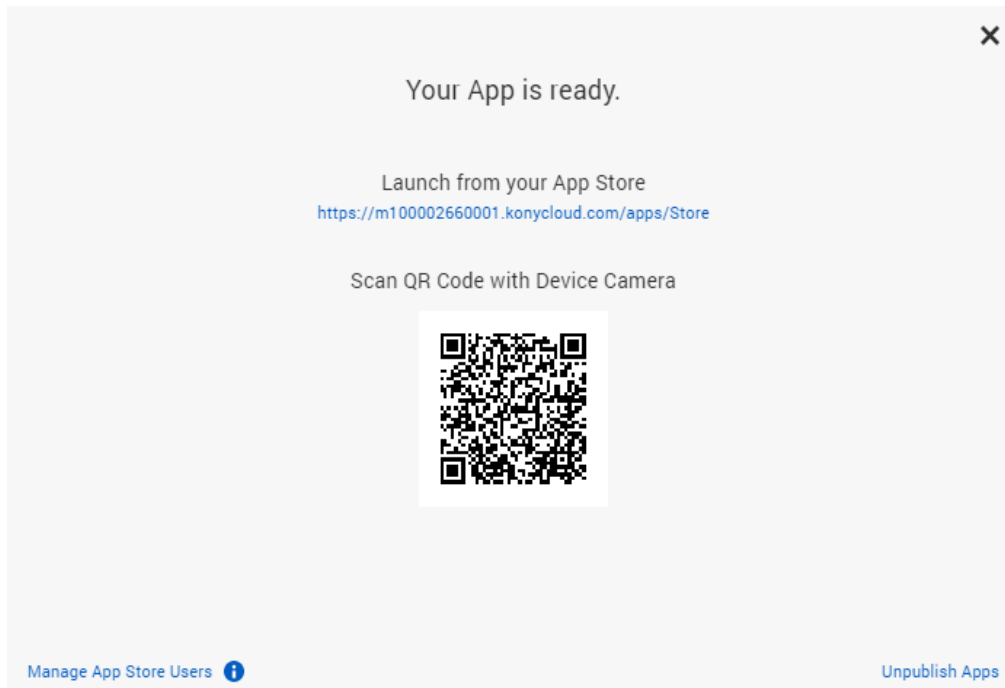 Your App is ready.
Launch from your App Store
https://m100002660001.konycloud.com/apps/Store
Scan QR Code with Device Camera
Manage App Store Users
Unpublish Apps